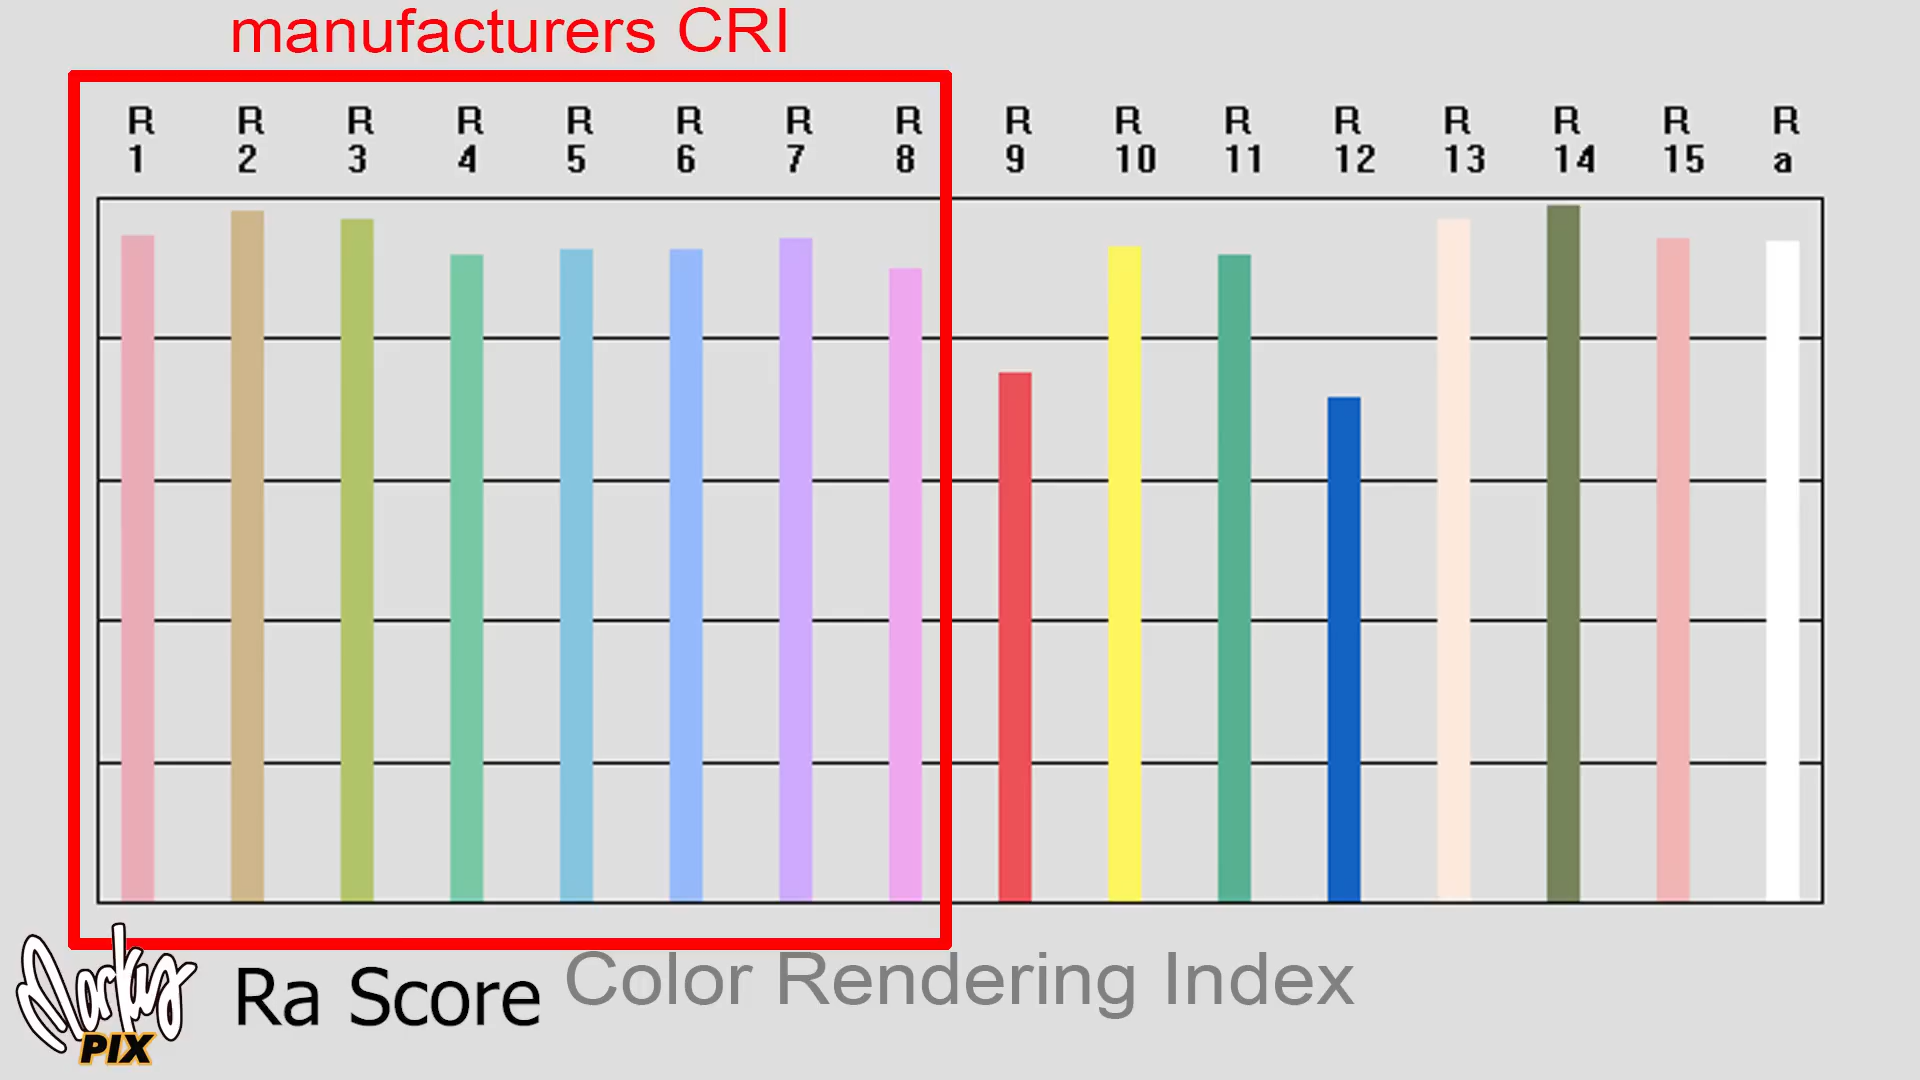 manufacturers CRI
R R R R R R R R R R R R R R R R
1 2 3 4 5 6 7 8 9 10 11 12 13 14 15 a
Ra Score Color Rendering Index
Markus
PIX